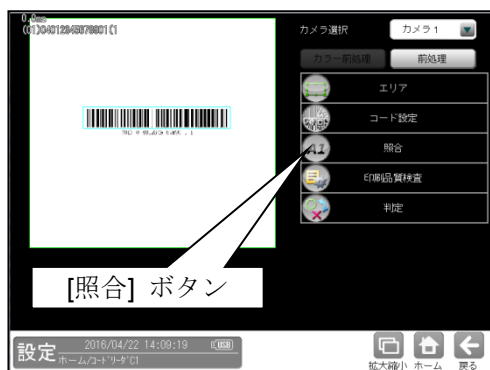 0.0ms
カメラ選択
カメラ 1
カラー前処理
前処理
エリア
コード設定
照合
印刷品質検査
判定
[照合] ボタン
設定
2016/04/22 14:09:19
USB
ホーム/コードリーダC1
拡大縮小
ホーム
戻る